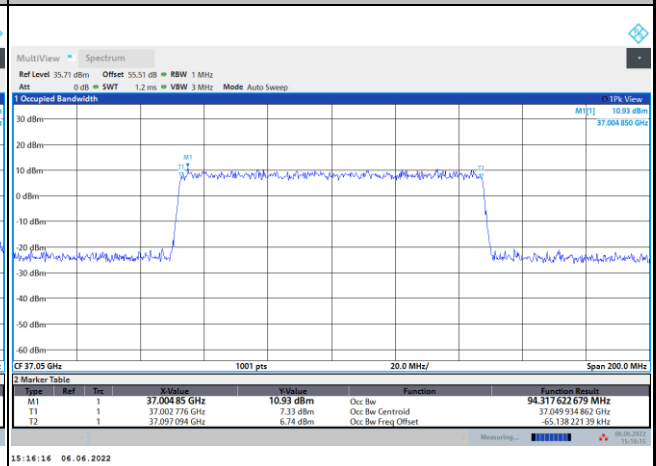 MultiView Spectrum
Ref Level 35.71 dBm Offset 55.51 dB RBW 1 MHz
Att 0 dB SWT 1.2 ms VBW 3 MHz Mode Auto Sweep
1 Occupied Bandwidth 1Pk View
M1[1] 10.93 dBm
37.004 850 GHz
30 dBm
20 dBm
M1
T1 T2
10 dBm
0 dBm
-10 dBm
-20 dBm
-30 dBm
-40 dBm
-50 dBm
-60 dBm
CF 37.05 GHz 1001 pts 20.0 MHz/ Span 200.0 MHz
2 Marker Table
Type Ref Trc X-Value Y-Value Function Function Result
M1 1 37.00485 GHz 10.93 dBm Occ Bw 94.317 622 679 MHz
T1 1 37.002 776 GHz 7.33 dBm Occ Bw Centroid 37.049 934 862 GHz
T2 1 37.097 094 GHz 6.74 dBm Occ Bw Freq Offset -65.138 221 39 kHz
Measuring... 06.06.2022
15:16:15
15:16:16 06.06.2022